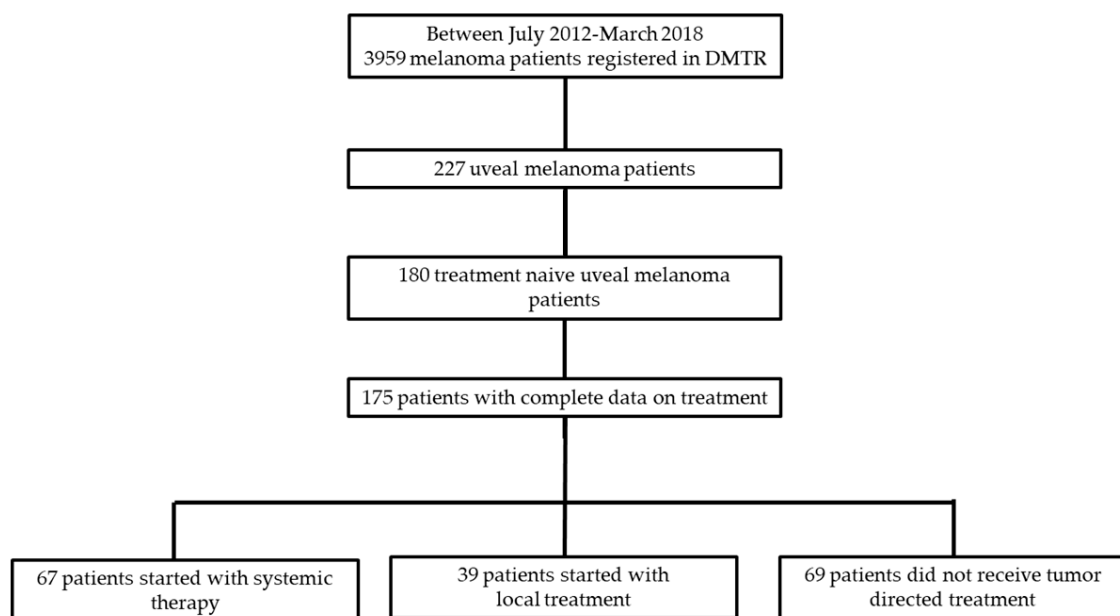 Between July 2012-March 2018
3959 melanoma patients registered in DMTR
227 uveal melanoma patients
180 treatment naive uveal melanoma
patients
175 patients with complete data on treatment
67 patients started with systemic
therapy
39 patients started with
local treatment
69 patients did not receive tumor
directed treatment